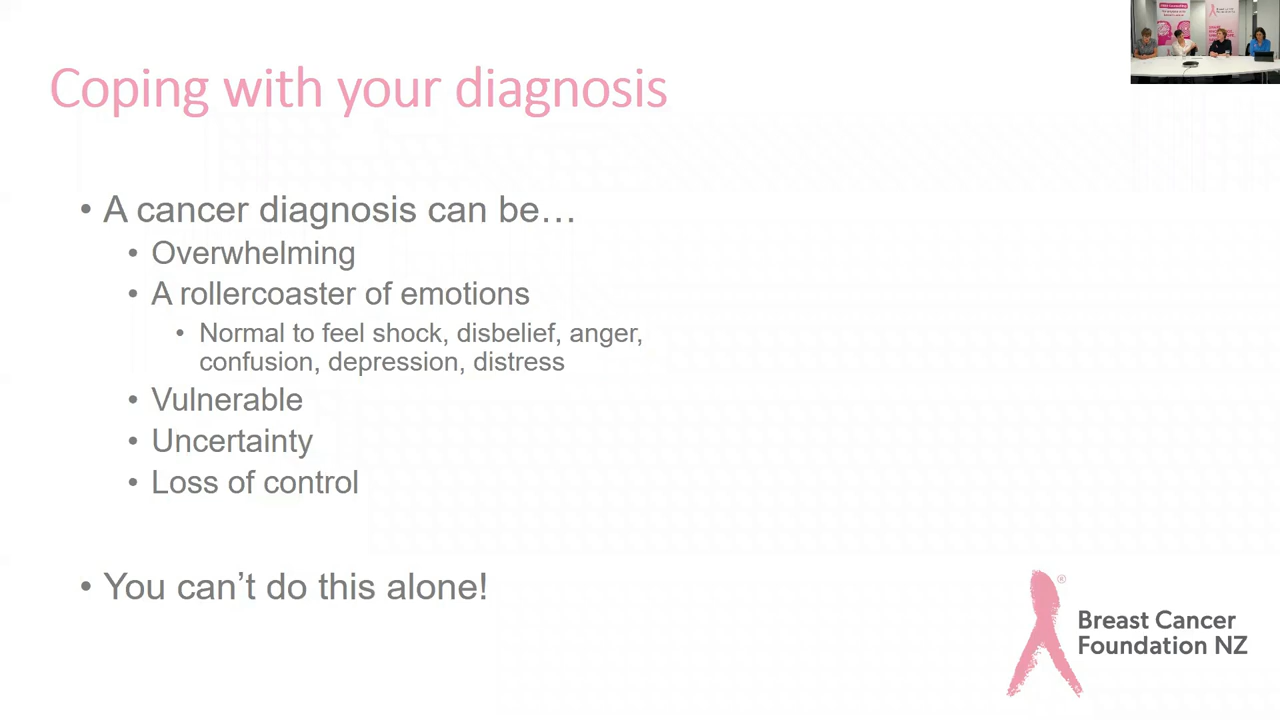 Coping with your diagnosis
• A cancer diagnosis can be…
• Overwhelming
• A rollercoaster of emotions
• Normal to feel shock, disbelief, anger,
confusion, depression, distress
• Vulnerable
• Uncertainty
• Loss of control
• You can’t do this alone!
®
Breast Cancer
Foundation NZ